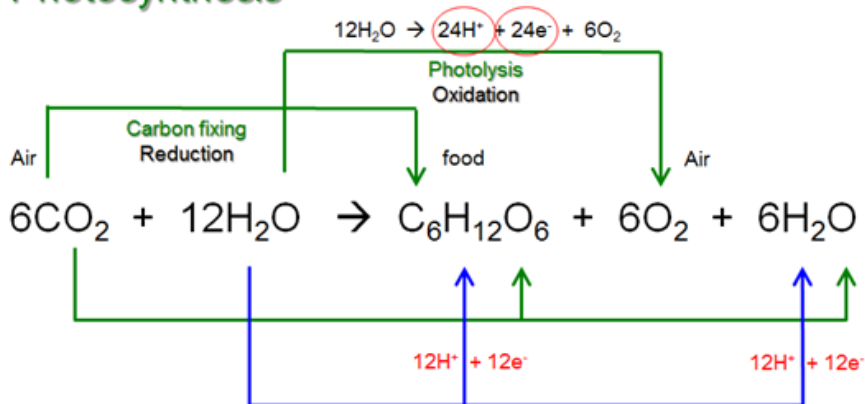 Photosynthesis
12H₂O → 24H⁺ + 24e⁻ + 6O₂
Photolysis
Oxidation
Carbon fixing
Reduction
Air
food
Air
6CO₂ + 12H₂O → C₆H₁₂O₆ + 6O₂ + 6H₂O
12H⁺ + 12e⁻
12H⁺ + 12e⁻